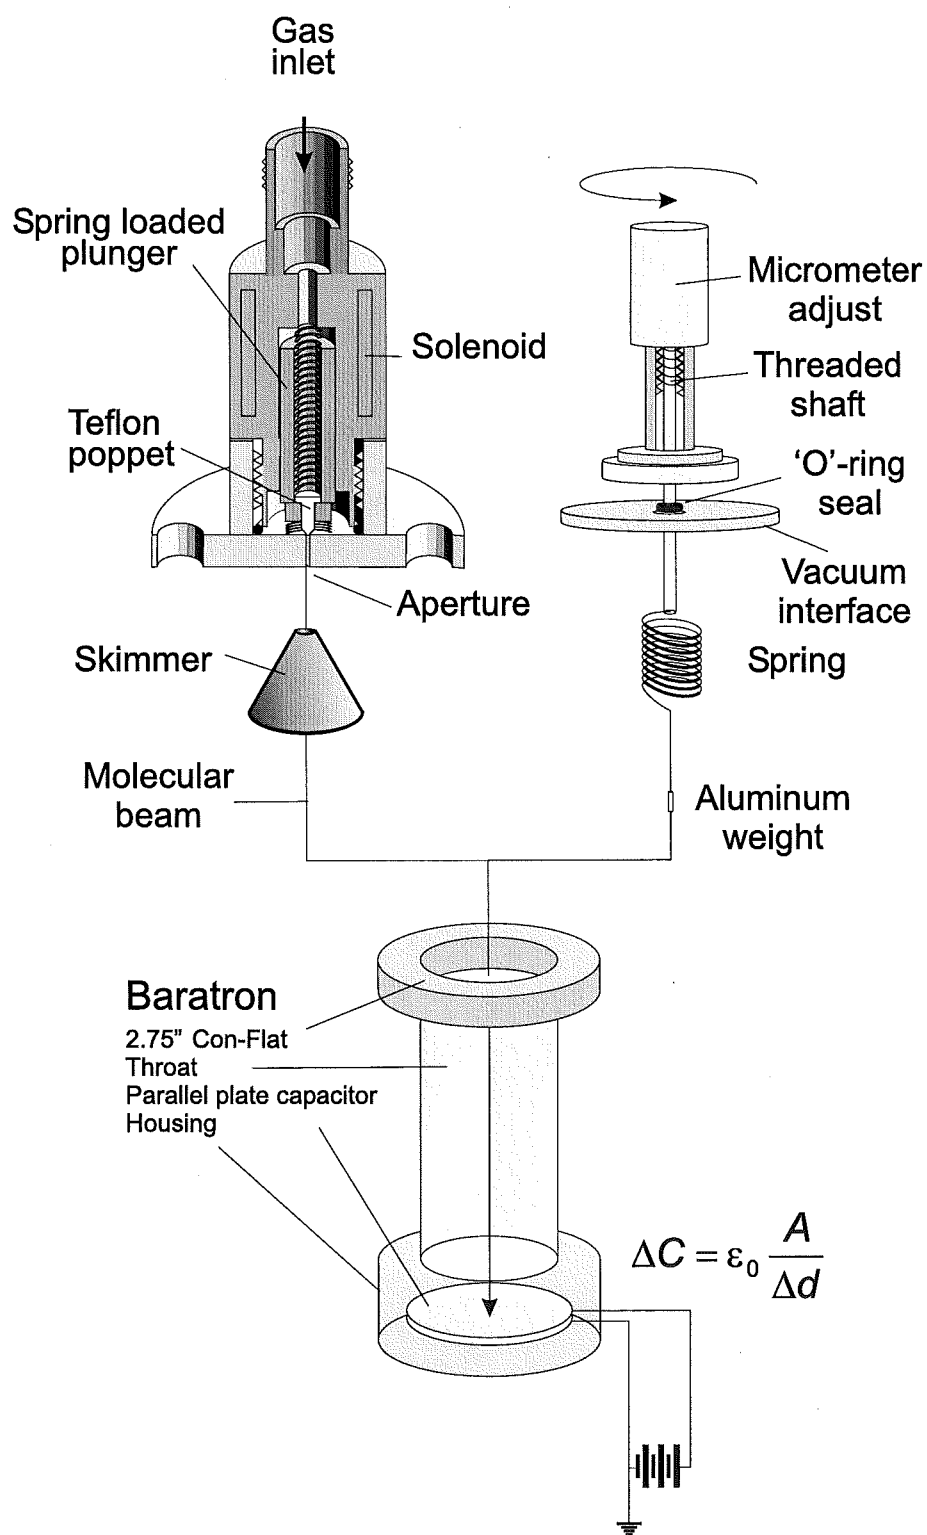 Gas
inlet
Spring loaded
plunger
Micrometer
adjust
Solenoid
Threaded
shaft
Teflon
poppet
‘O’-ring
seal
Vacuum
interface
Aperture
Skimmer
Spring
Molecular
beam
Aluminum
weight
Baratron
2.75” Con-Flat
Throat
Parallel plate capacitor
Housing
ΔC = ε₀ A/Δd